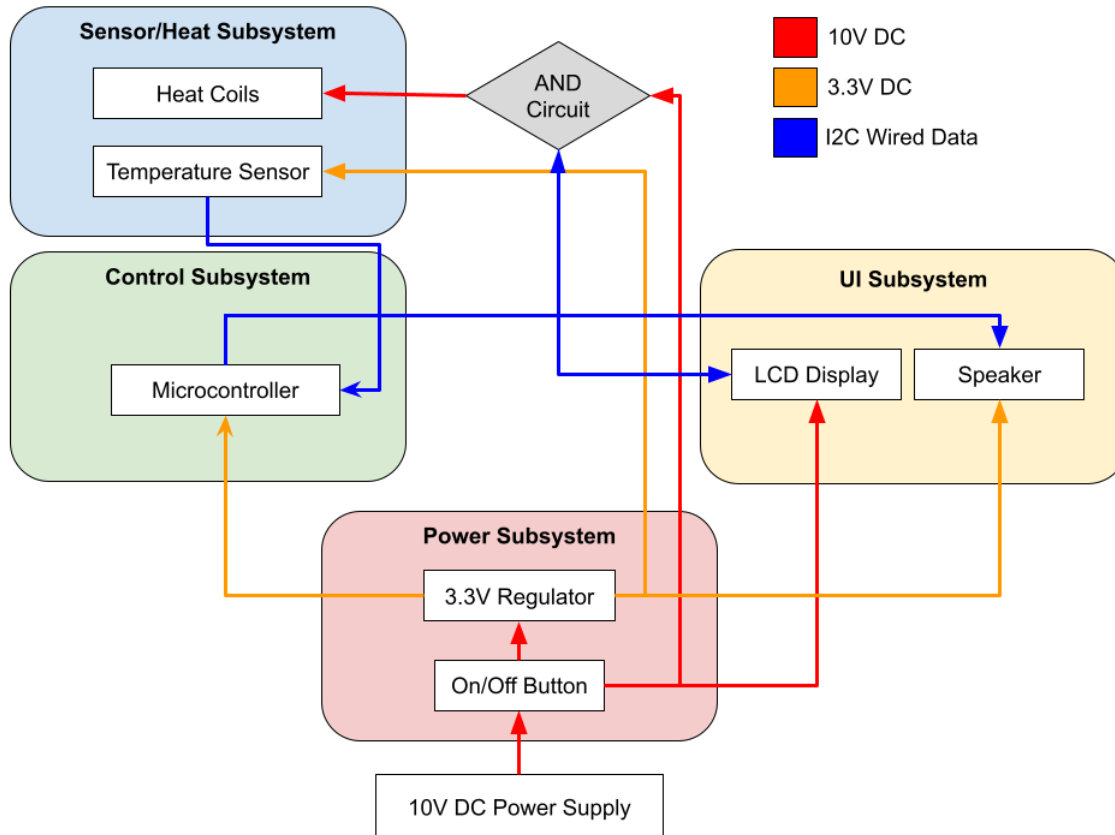 Sensor/Heat Subsystem
Heat Coils
Temperature Sensor
AND
Circuit
10V DC
3.3V DC
I2C Wired Data
Control Subsystem
Microcontroller
UI Subsystem
LCD Display
Speaker
Power Subsystem
3.3V Regulator
On/Off Button
10V DC Power Supply